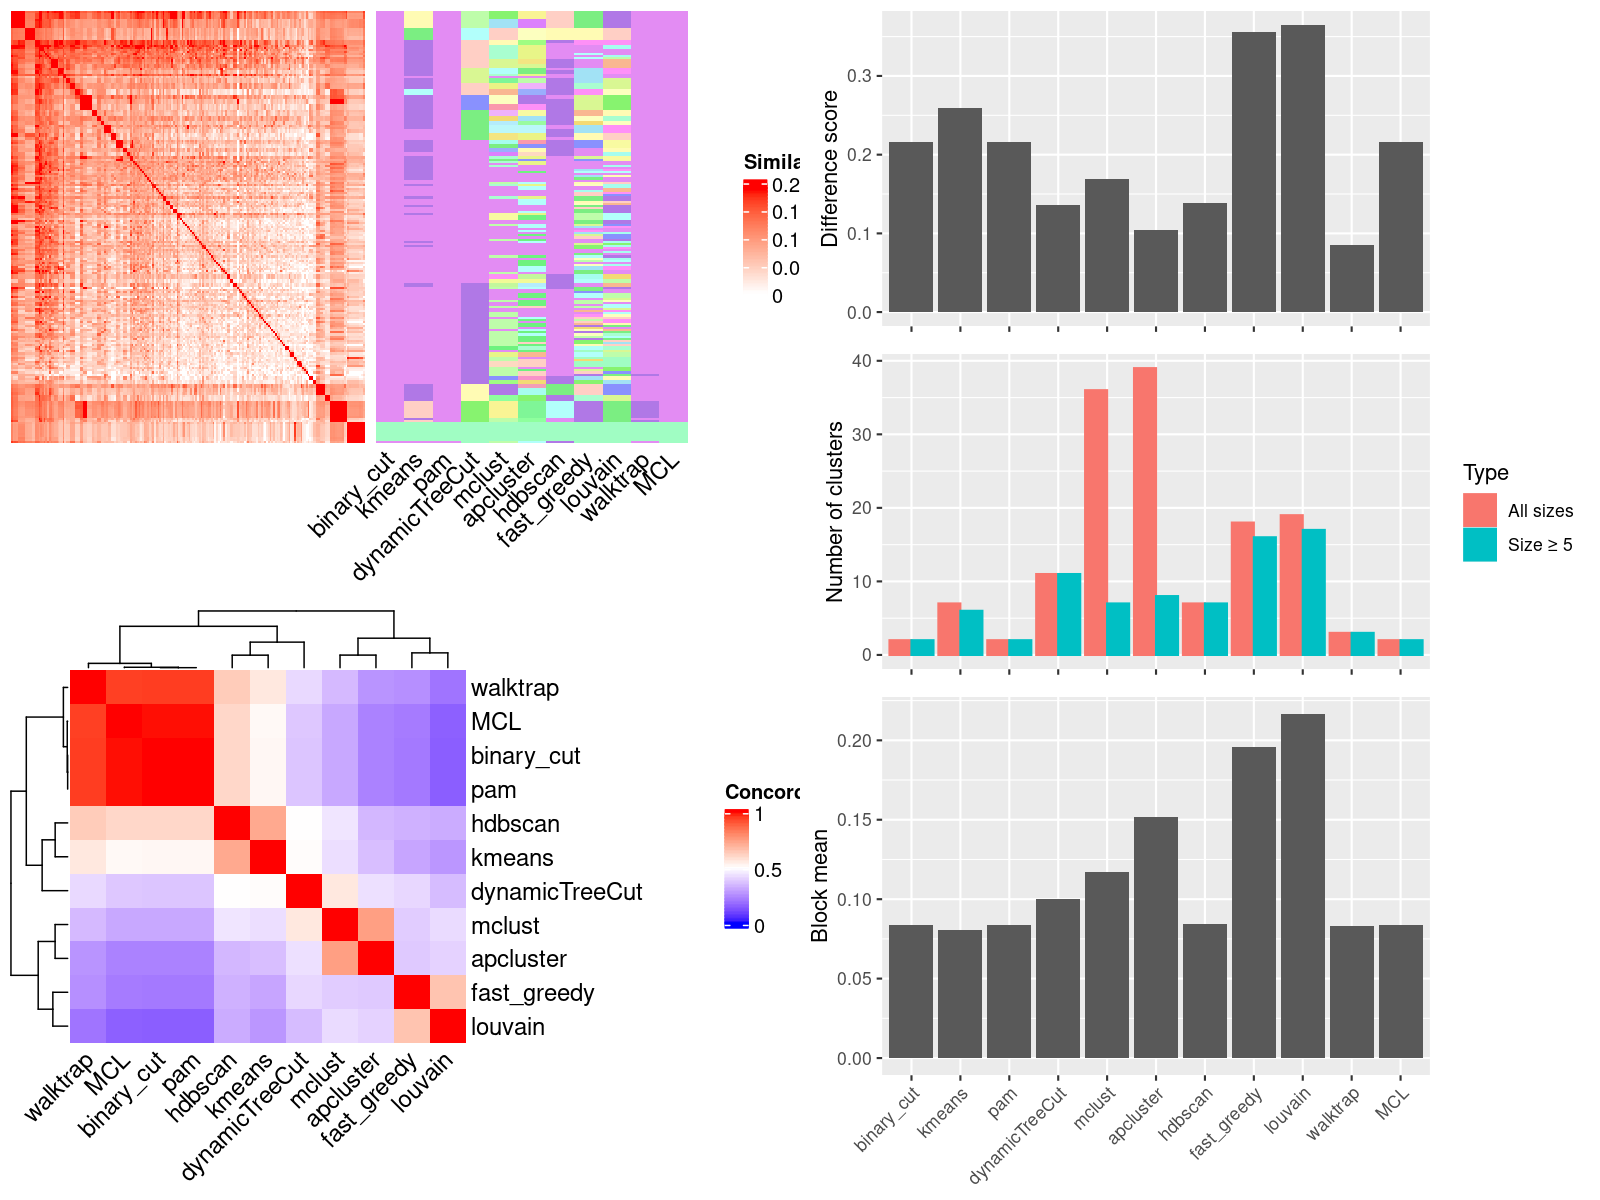 Simila
0.2
0.1
0.1
0.0
0
binary_cut
kmeans
pam
dynamicTreeCut
mclust
apcluster
hdbscan
fast_greedy
louvain
walktrap
MCL
walktrap
MCL
binary_cut
pam
hdbscan
kmeans
dynamicTreeCut
mclust
apcluster
fast_greedy
louvain
walktrap
MCL
binary_cut
pam
hdbscan
kmeans
dynamicTreeCut
mclust
apcluster
fast_greedy
louvain
Concord
1
0.5
0
Difference score
0.3
0.2
0.1
0.0
Number of clusters
40
30
20
10
0
Type
All sizes
Size ≥ 5
Block mean
0.20
0.15
0.10
0.05
0.00
binary_cut
kmeans
pam
dynamicTreeCut
mclust
apcluster
hdbscan
fast_greedy
louvain
walktrap
MCL